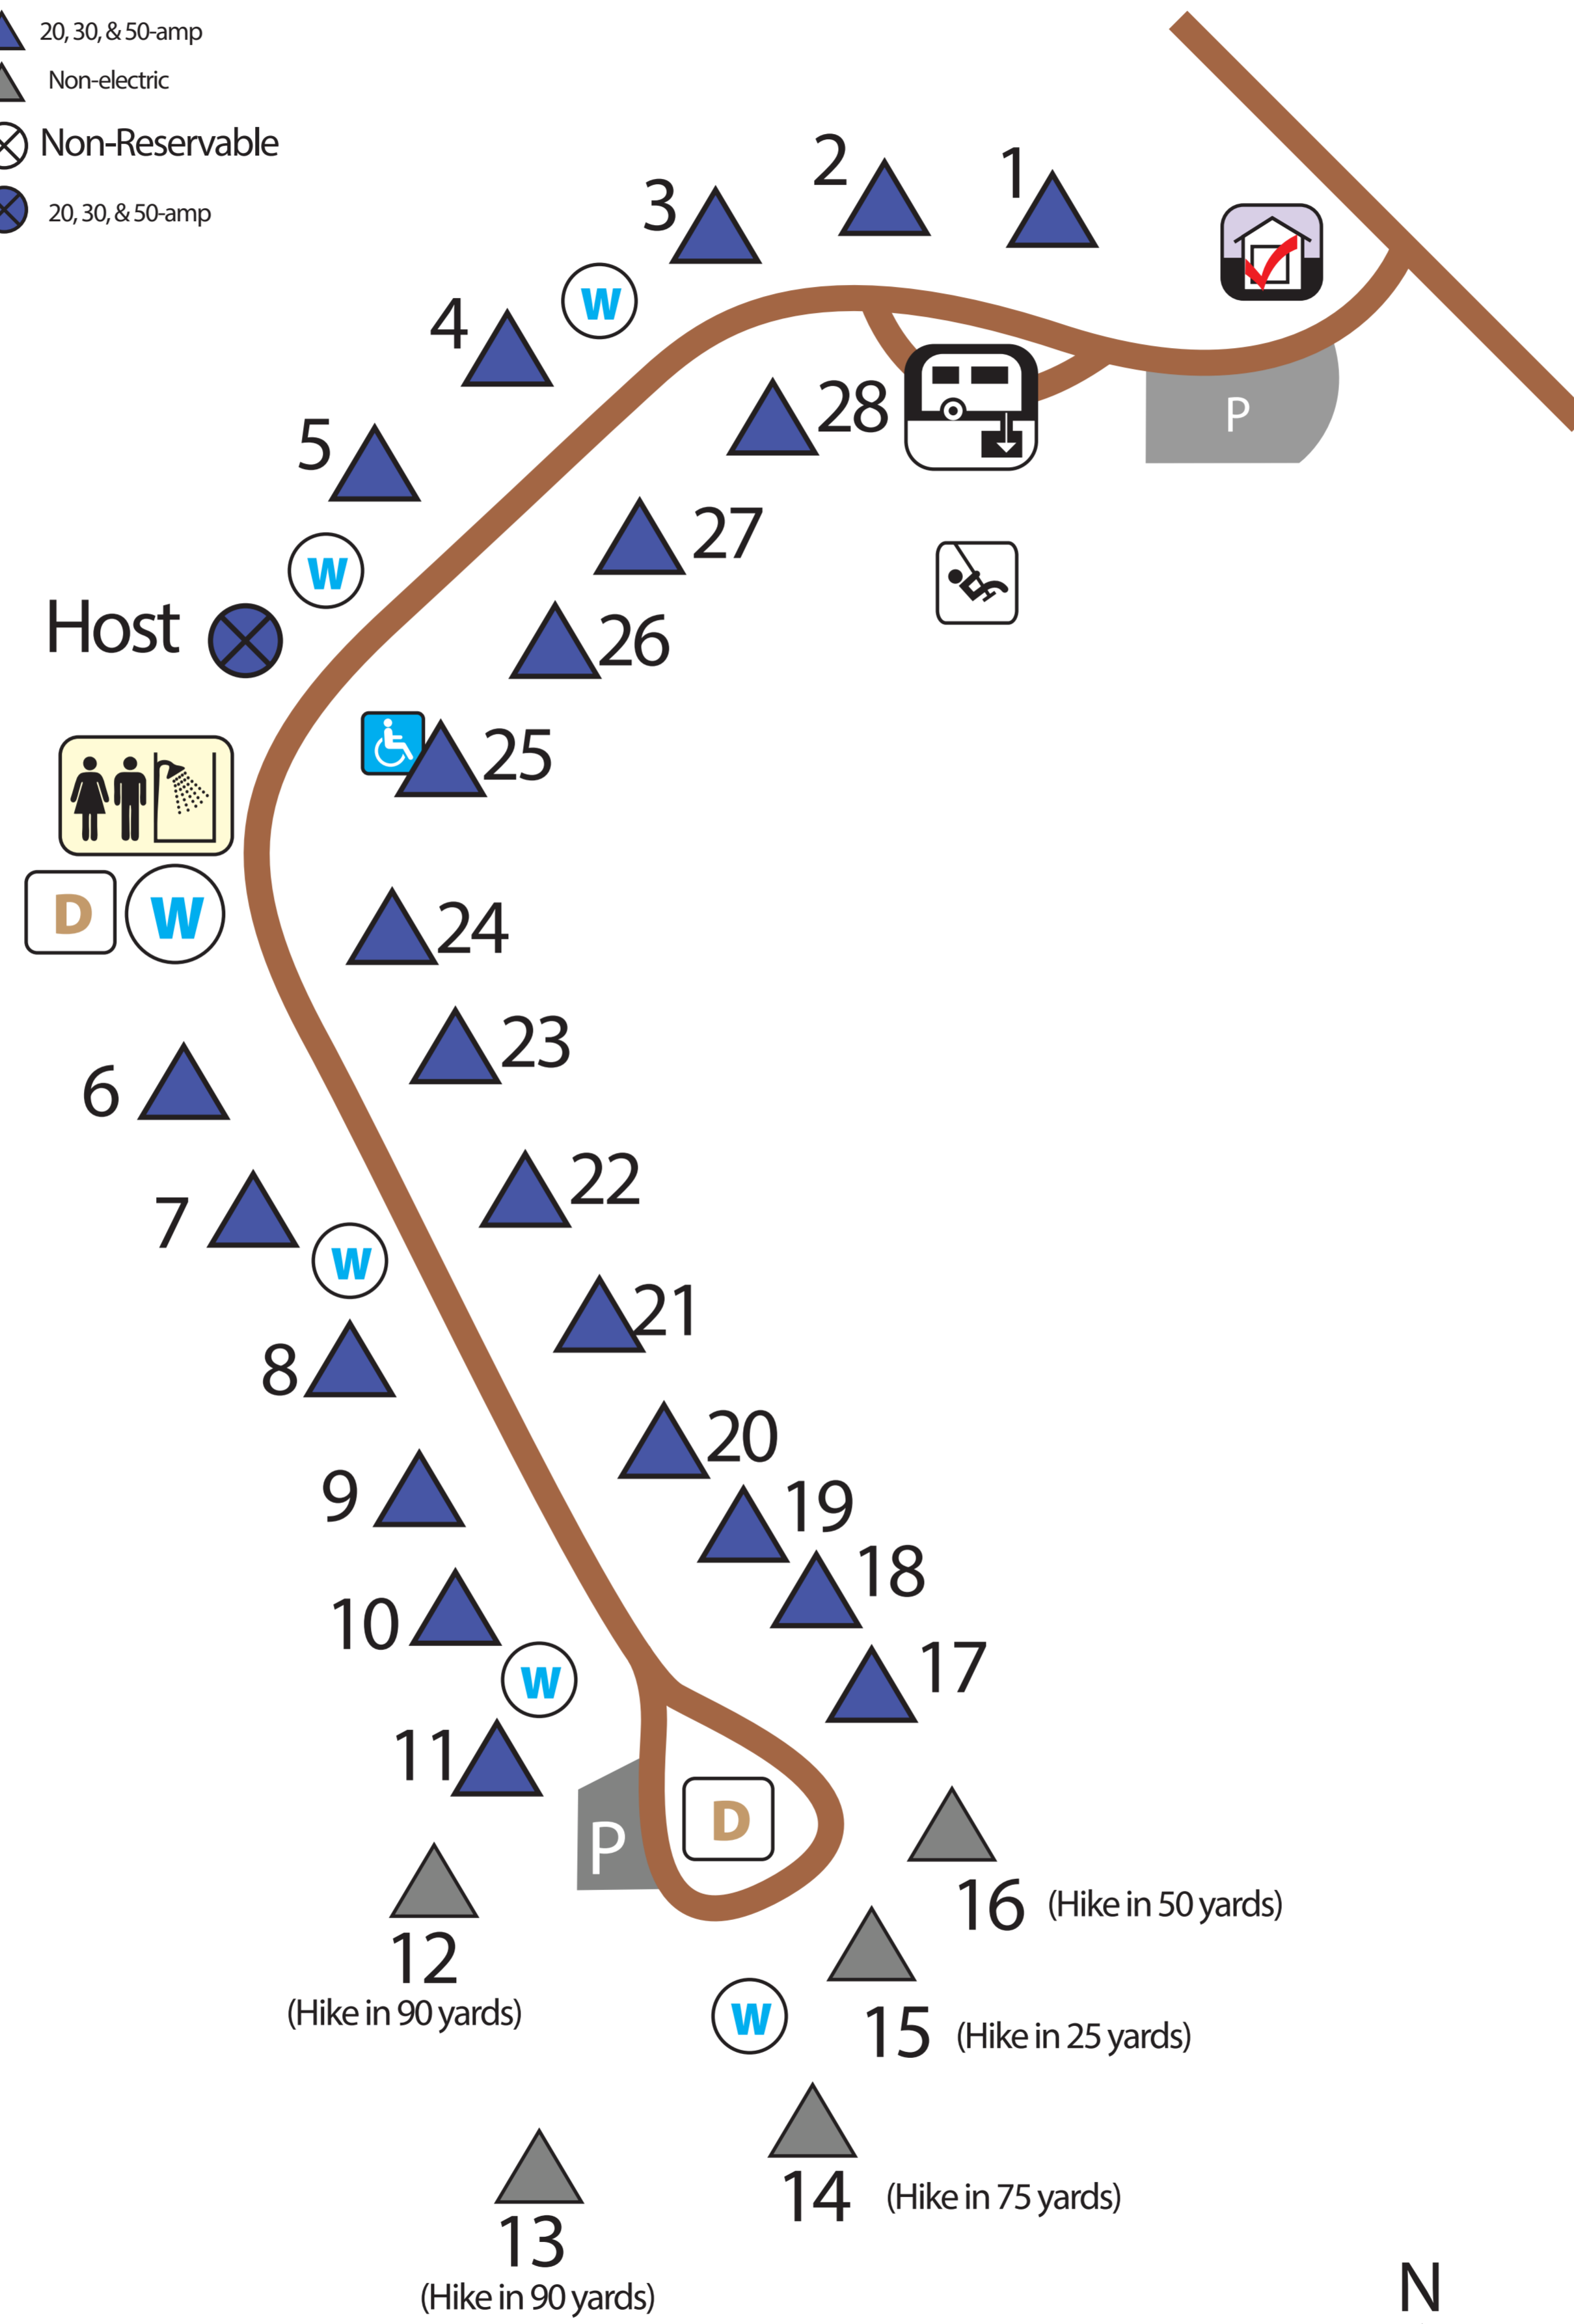 20, 30, & 50-amp
Non-electric
Non-Reservable
20, 30, & 50-amp
1
2
3
W
4
28
P
5
27
W
Host
26
25
D
W
24
23
6
22
7
W
21
8
20
9
19
18
10
17
W
11
P
D
16 (Hike in 50 yards)
12
(Hike in 90 yards)
W
15 (Hike in 25 yards)
14 (Hike in 75 yards)
13
(Hike in 90 yards)
N